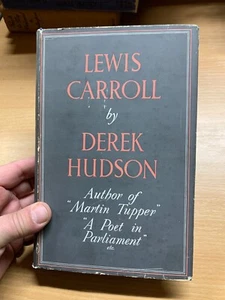 LEWIS
CARROLL
by
DEREK
HUDSON
Author of
"Martin Tupper"
"A Poet in
Parliament"
etc.